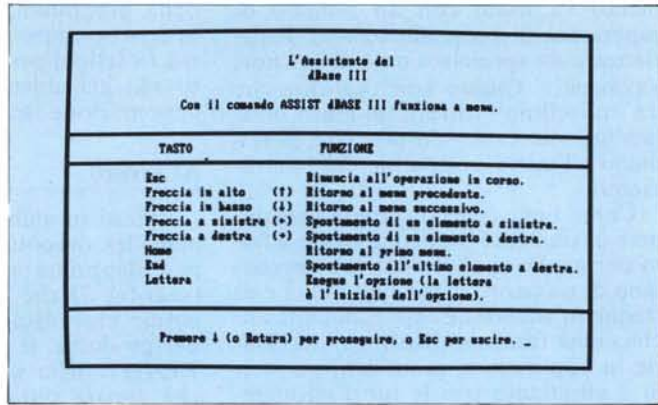 L'Assistente del
dBase III
Con il comando ASSIST dBASE III funziona a menu.
TASTO FUNZIONE
Esc Rinuncia all'operazione in corso.
Freccia in alto (↑) Ritorno al menu precedente.
Freccia in basso (↓) Ritorno al menu successivo.
Freccia a sinistra (←) Spostamento di un elemento a sinistra.
Freccia a destra (→) Spostamento di un elemento a destra.
Home Ritorno al primo menu.
End Spostamento all'ultimo elemento a destra.
Lettera Esegue l'opzione (la lettera
è l'iniziale dell'opzione).
Premere ↓ (o Return) per proseguire, o Esc per uscire. _